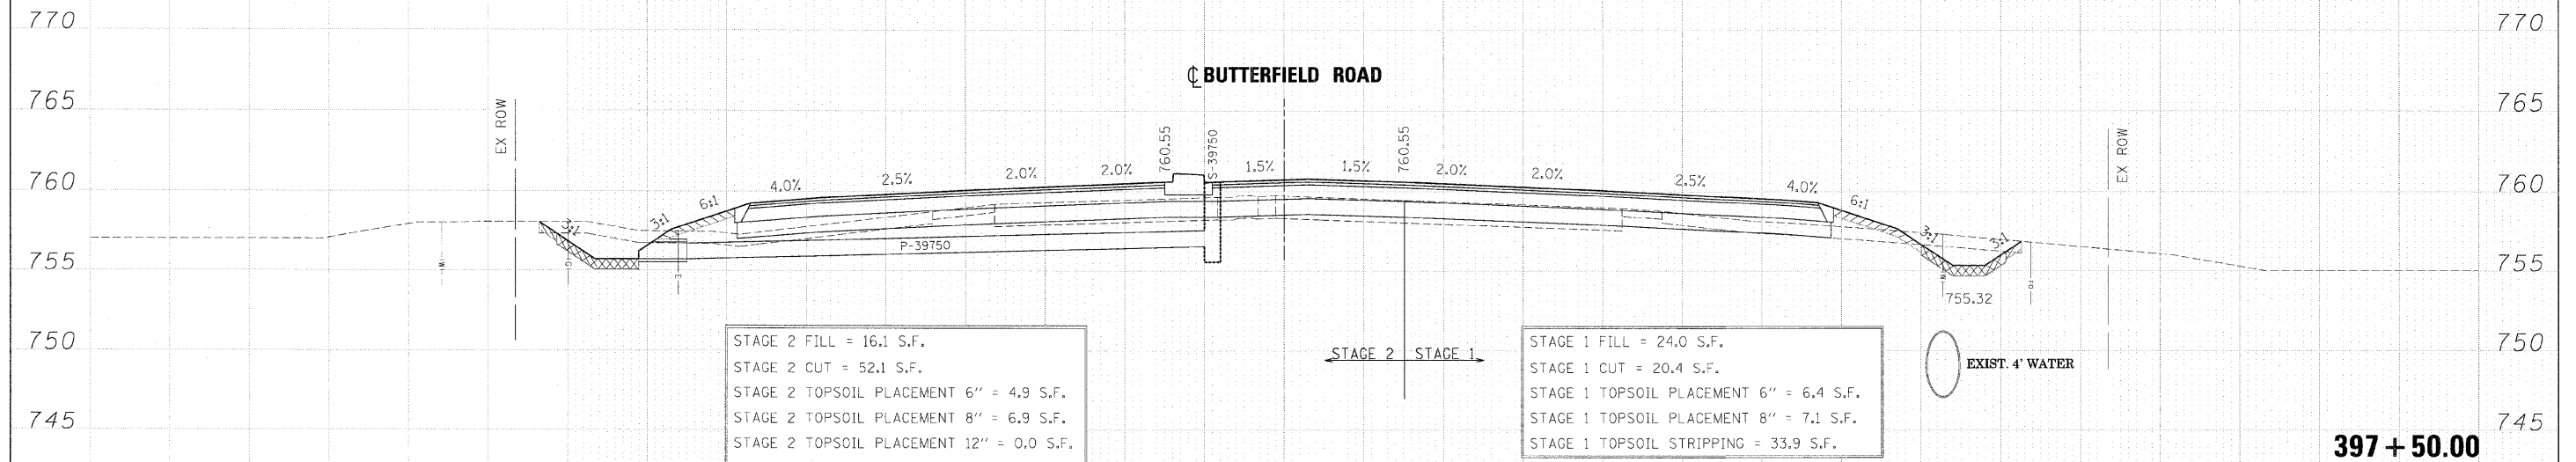 770
770
℄ BUTTERFIELD ROAD
765
765
EX ROW
EX ROW
760.55
S-39750
760.55
760
760
4.0%
2.5%
2.0%
2.0%
1.5%
1.5%
2.0%
2.0%
2.5%
4.0%
3:1
3:1
6:1
6:1
3:1
3:1
P-39750
755
755
755.32
750
750
STAGE 2
STAGE 1
EXIST. 4' WATER
STAGE 2 FILL = 16.1 S.F.
STAGE 2 CUT = 52.1 S.F.
STAGE 2 TOPSOIL PLACEMENT 6'' = 4.9 S.F.
STAGE 2 TOPSOIL PLACEMENT 8'' = 6.9 S.F.
STAGE 2 TOPSOIL PLACEMENT 12'' = 0.0 S.F.
STAGE 1 FILL = 24.0 S.F.
STAGE 1 CUT = 20.4 S.F.
STAGE 1 TOPSOIL PLACEMENT 6'' = 6.4 S.F.
STAGE 1 TOPSOIL PLACEMENT 8'' = 7.1 S.F.
STAGE 1 TOPSOIL STRIPPING = 33.9 S.F.
745
745
397+50.00